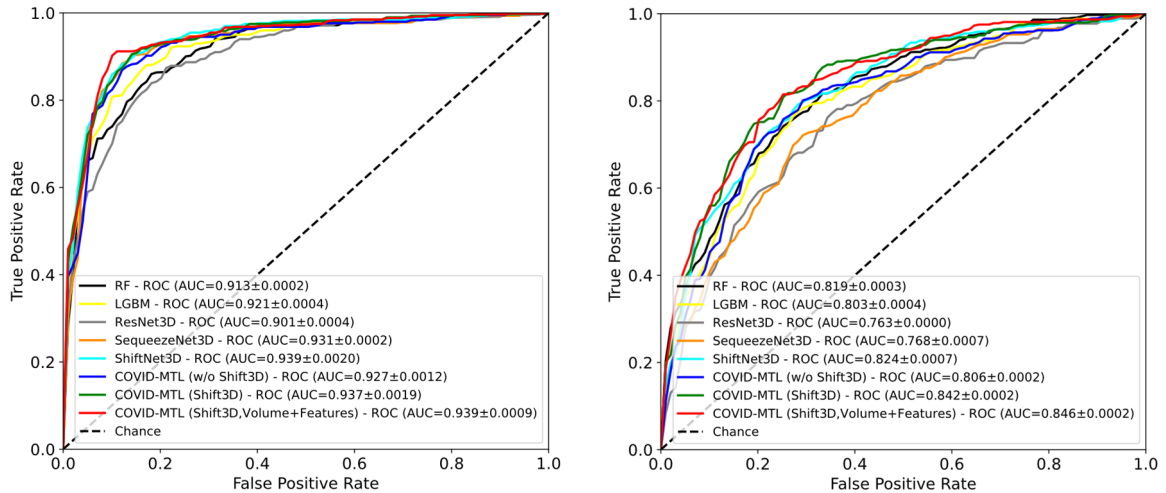 True Positive Rate
1.0
0.8
0.6
0.4
0.2
0.0
RF - ROC (AUC=0.913±0.0002)
LGBM - ROC (AUC=0.921±0.0004)
ResNet3D - ROC (AUC=0.901±0.0004)
SequeezeNet3D - ROC (AUC=0.931±0.0002)
ShiftNet3D - ROC (AUC=0.939±0.0020)
COVID-MTL (w/o Shift3D) - ROC (AUC=0.927±0.0012)
COVID-MTL (Shift3D) - ROC (AUC=0.937±0.0019)
COVID-MTL (Shift3D,Volume+Features) - ROC (AUC=0.939±0.0009)
Chance
0.0 0.2 0.4 0.6 0.8 1.0
False Positive Rate
True Positive Rate
1.0
0.8
0.6
0.4
0.2
0.0
RF - ROC (AUC=0.819±0.0003)
LGBM - ROC (AUC=0.803±0.0004)
ResNet3D - ROC (AUC=0.763±0.0000)
SequeezeNet3D - ROC (AUC=0.768±0.0007)
ShiftNet3D - ROC (AUC=0.824±0.0007)
COVID-MTL (w/o Shift3D) - ROC (AUC=0.806±0.0002)
COVID-MTL (Shift3D) - ROC (AUC=0.842±0.0002)
COVID-MTL (Shift3D,Volume+Features) - ROC (AUC=0.846±0.0002)
Chance
0.0 0.2 0.4 0.6 0.8 1.0
False Positive Rate